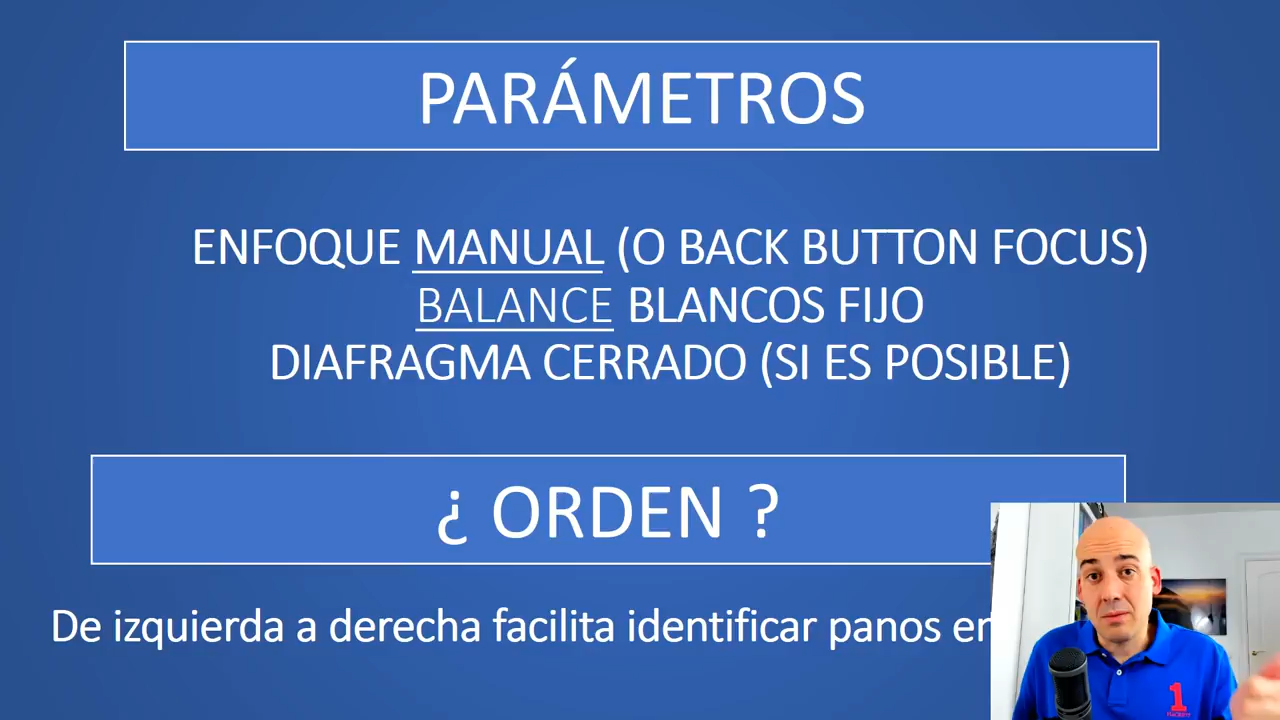 PARÁMETROS
ENFOQUE MANUAL (O BACK BUTTON FOCUS)
BALANCE BLANCOS FIJO
DIAFRAGMA CERRADO (SI ES POSIBLE)
¿ ORDEN ?
De izquierda a derecha facilita identificar panos
1